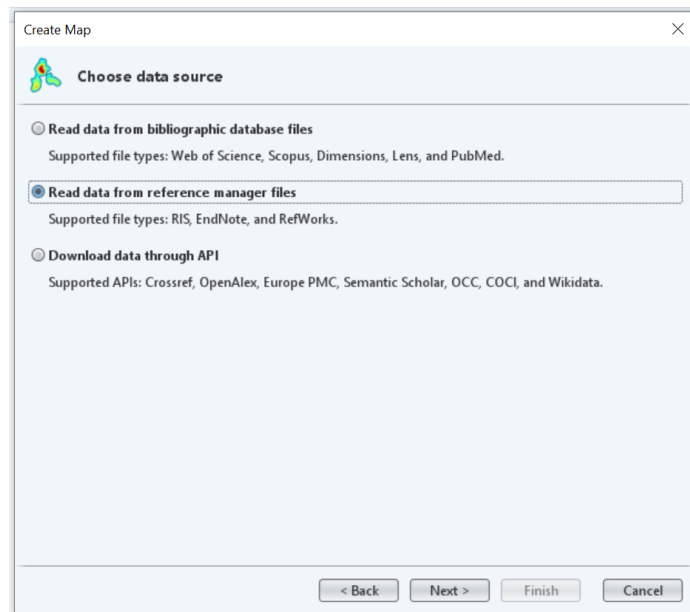 Create Map
Choose data source
Read data from bibliographic database files
Supported file types: Web of Science, Scopus, Dimensions, Lens, and PubMed.
Read data from reference manager files
Supported file types: RIS, EndNote, and RefWorks.
Download data through API
Supported APIs: Crossref, OpenAlex, Europe PMC, Semantic Scholar, OCC, COCI, and Wikidata.
< Back Next > Finish Cancel